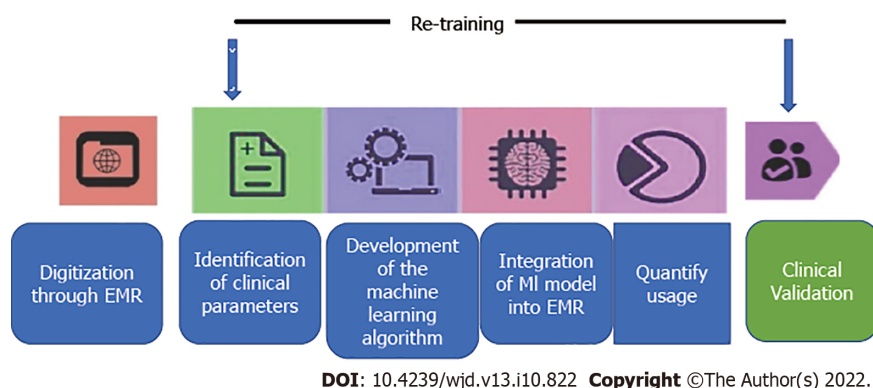 Re-training
Digitization
through EMR
Identification
of clinical
parameters
Development
of the
machine
learning
algorithm
Integration
of Ml model
into EMR
Quantify
usage
Clinical
Validation
DOI: 10.4239/wjd.v13.i10.822 Copyright ©The Author(s) 2022.